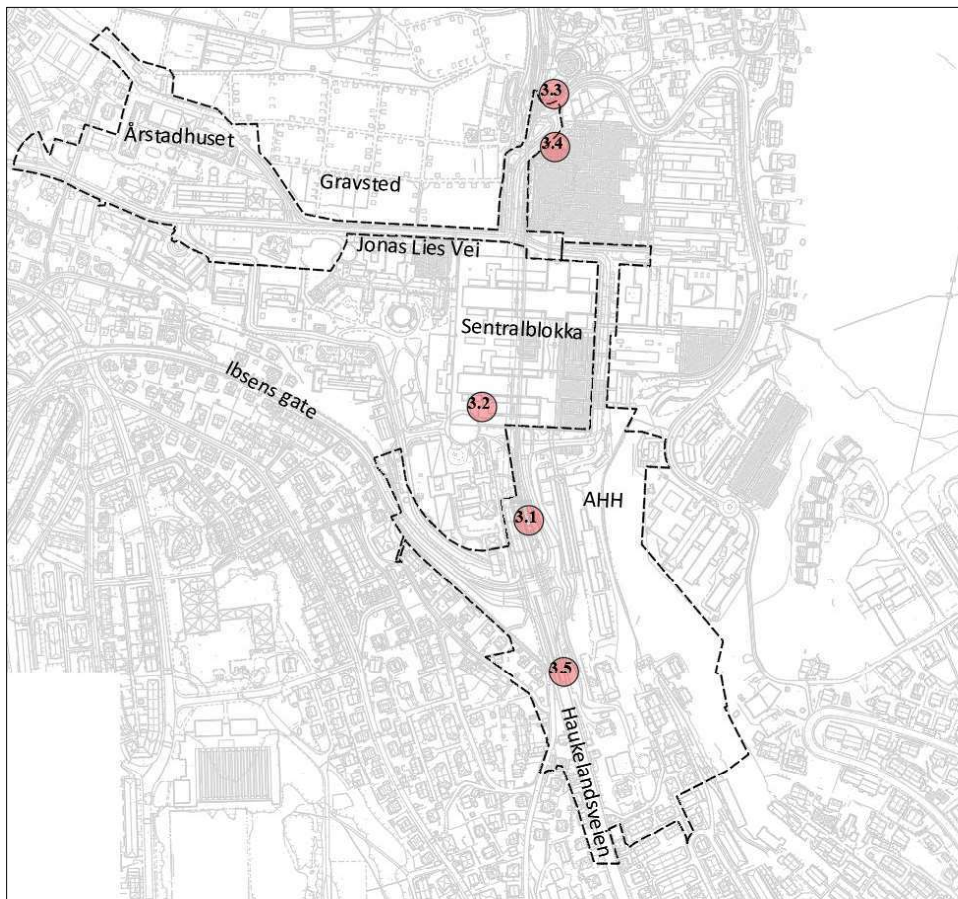 3.3
Årstadhuset
3.4
Gravsted
Jonas Lies Vei
Sentralblokka
Ibsens gate
3.2
AHH
3.1
3.5
Haukelandsveien